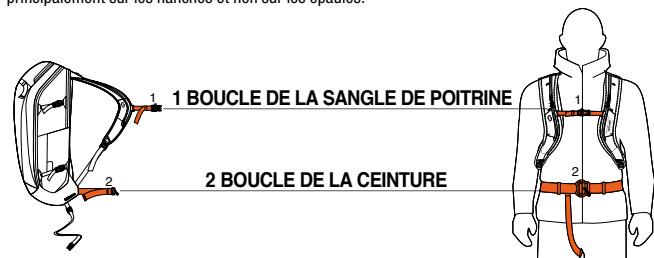 principalement sur les hanches et non sur les épaules.
1 1 BOUCLE DE LA SANGLE DE POITRINE 1
2 2 BOUCLE DE LA CEINTURE 2